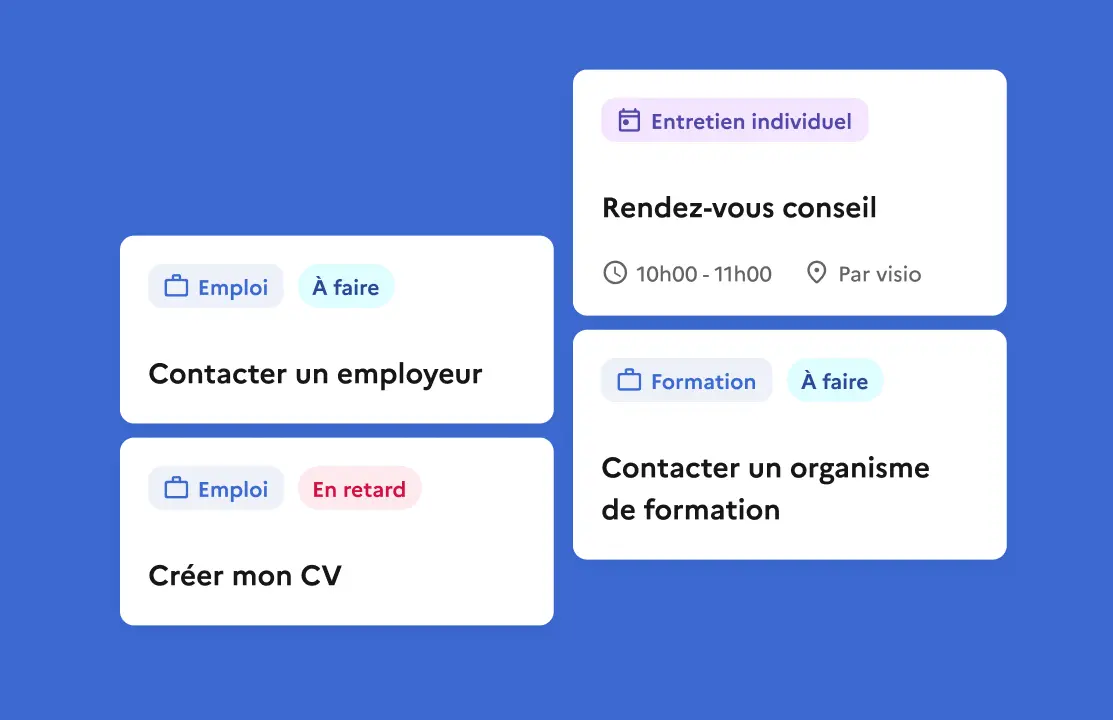 Emploi À faire
Contacter un employeur
Emploi En retard
Créer mon CV
Entretien individuel
Rendez-vous conseil
10h00 - 11h00 Par visio
Formation À faire
Contacter un organisme
de formation